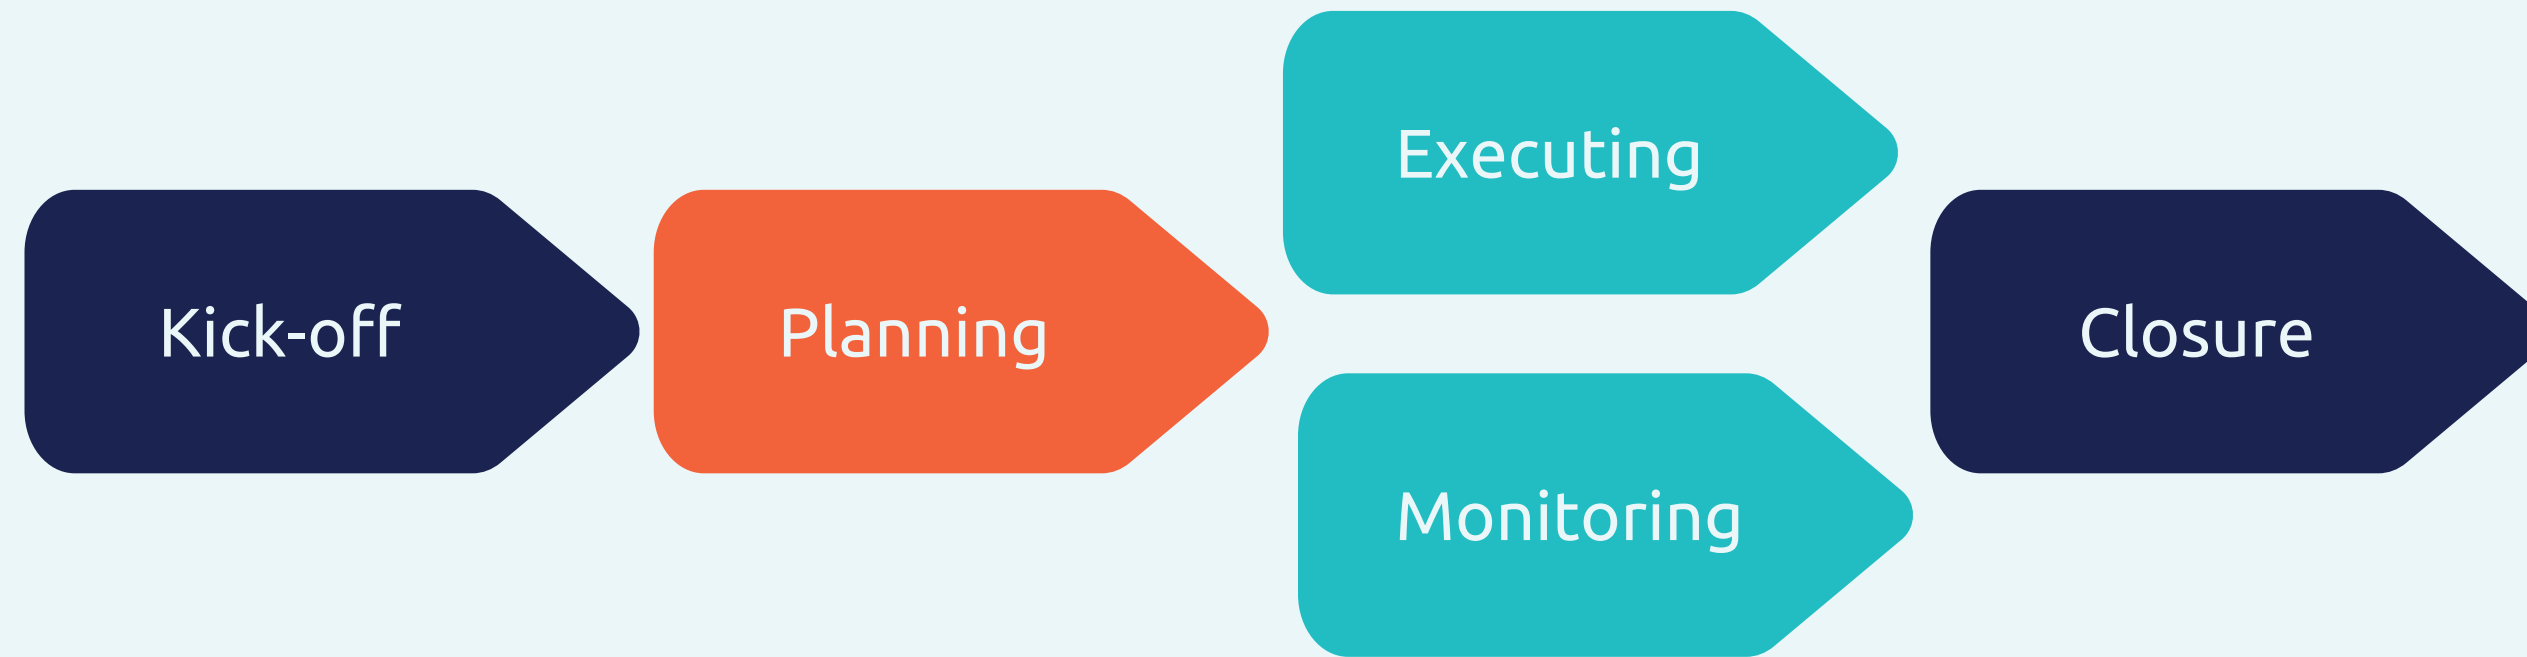 Kick-off
Planning
Executing
Monitoring
Closure